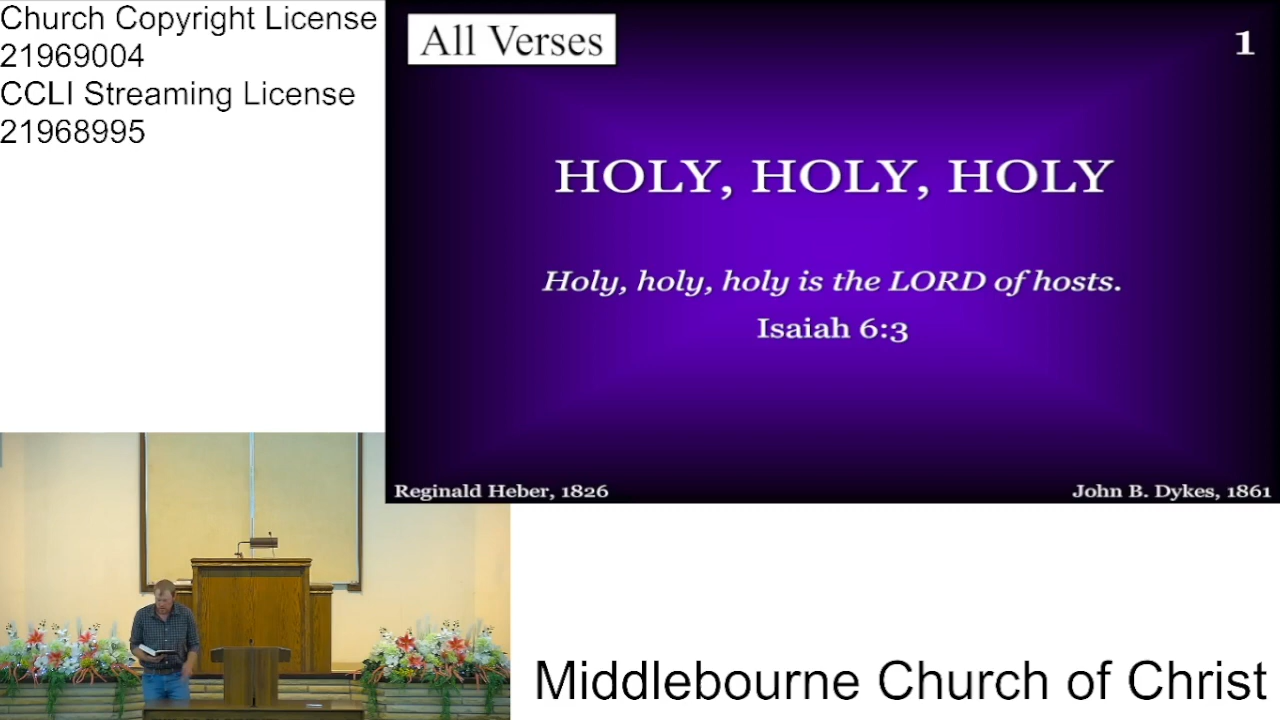 Church Copyright License
21969004
CCLI Streaming License
21968995
All Verses
1
HOLY, HOLY, HOLY
Holy, holy, holy is the LORD of hosts.
Isaiah 6:3
Reginald Heber, 1826
John B. Dykes, 1861
Middlebourne Church of Christ